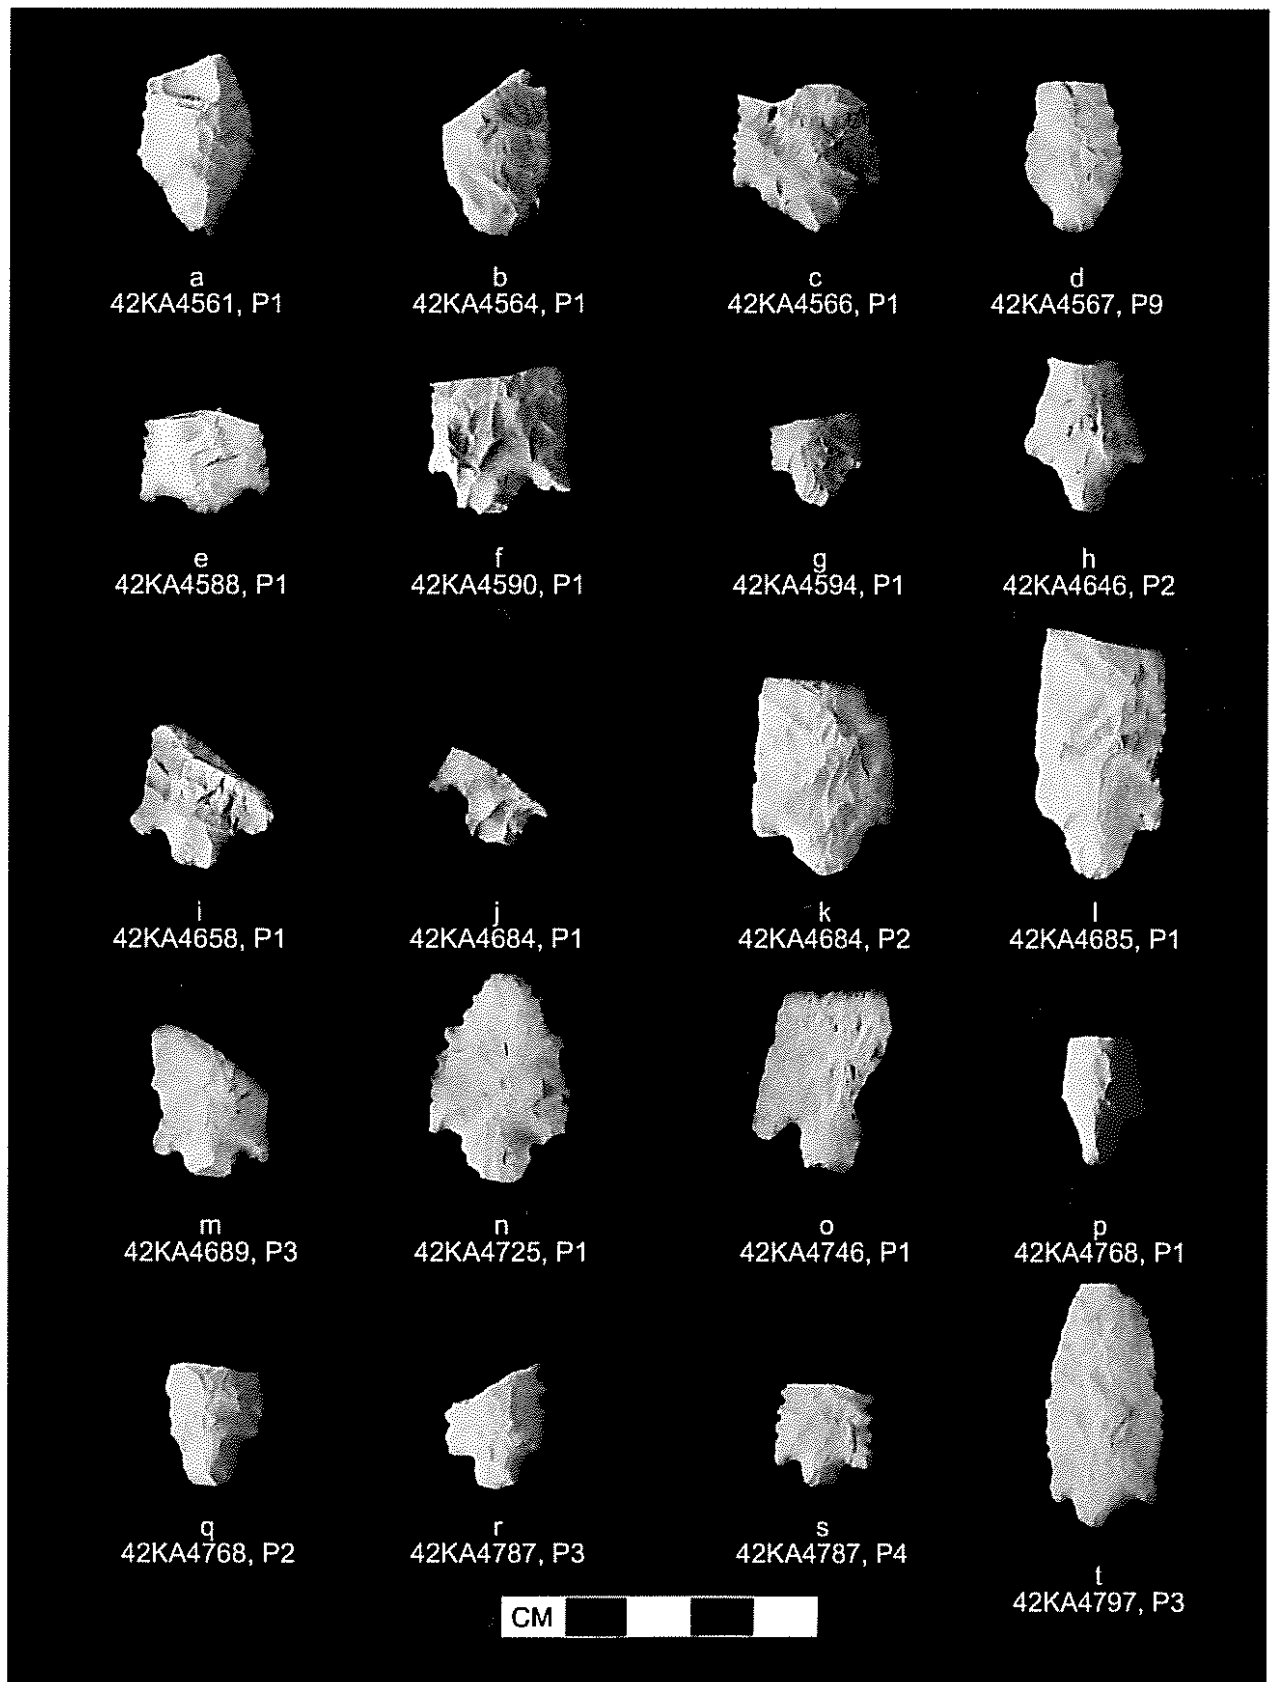 a
42KA4561, P1
b
42KA4564, P1
c
42KA4566, P1
d
42KA4567, P9
e
42KA4588, P1
f
42KA4590, P1
g
42KA4594, P1
h
42KA4646, P2
i
42KA4658, P1
j
42KA4684, P1
k
42KA4684, P2
l
42KA4685, P1
m
42KA4689, P3
n
42KA4725, P1
o
42KA4746, P1
p
42KA4768, P1
q
42KA4768, P2
r
42KA4787, P3
s
42KA4787, P4
t
42KA4797, P3
CM